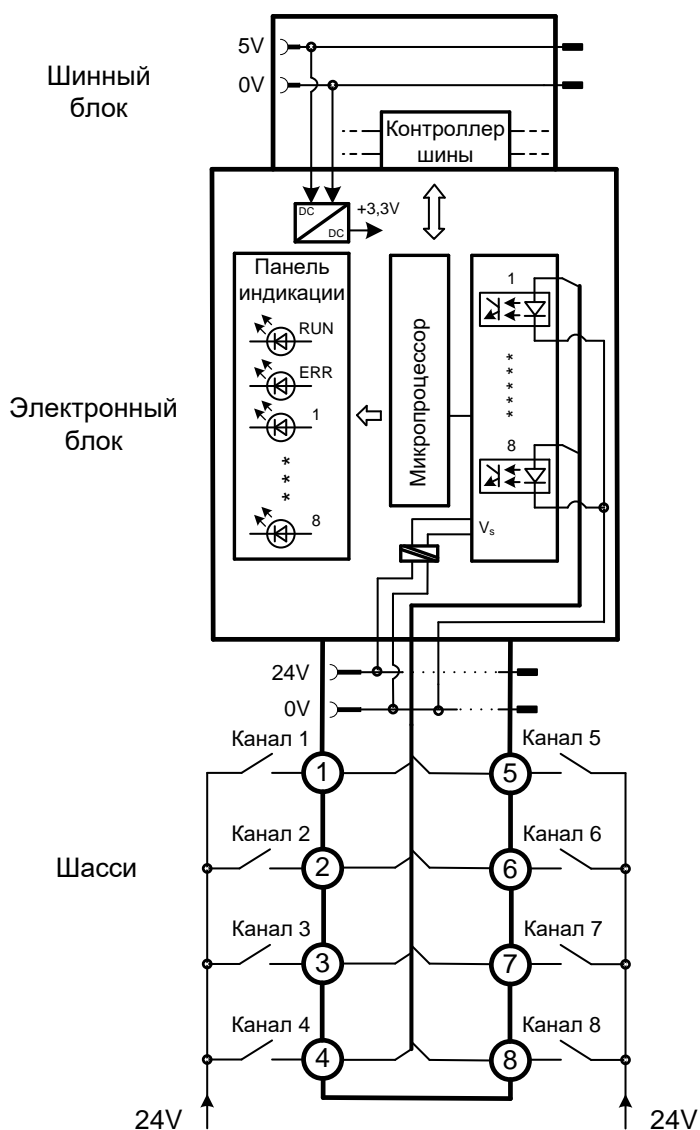 Шинный
блок
5V
0V
Контроллер
шины
DC
DC
+3,3V
Панель
индикации
RUN
ERR
1
* * *
8
Микропроцессор
1
* * * * * *
8
Vs
Электронный
блок
24V
0V
Канал 1
1
5
Канал 5
Канал 2
2
6
Канал 6
Шасси
Канал 3
3
7
Канал 7
Канал 4
4
8
Канал 8
24V
24V